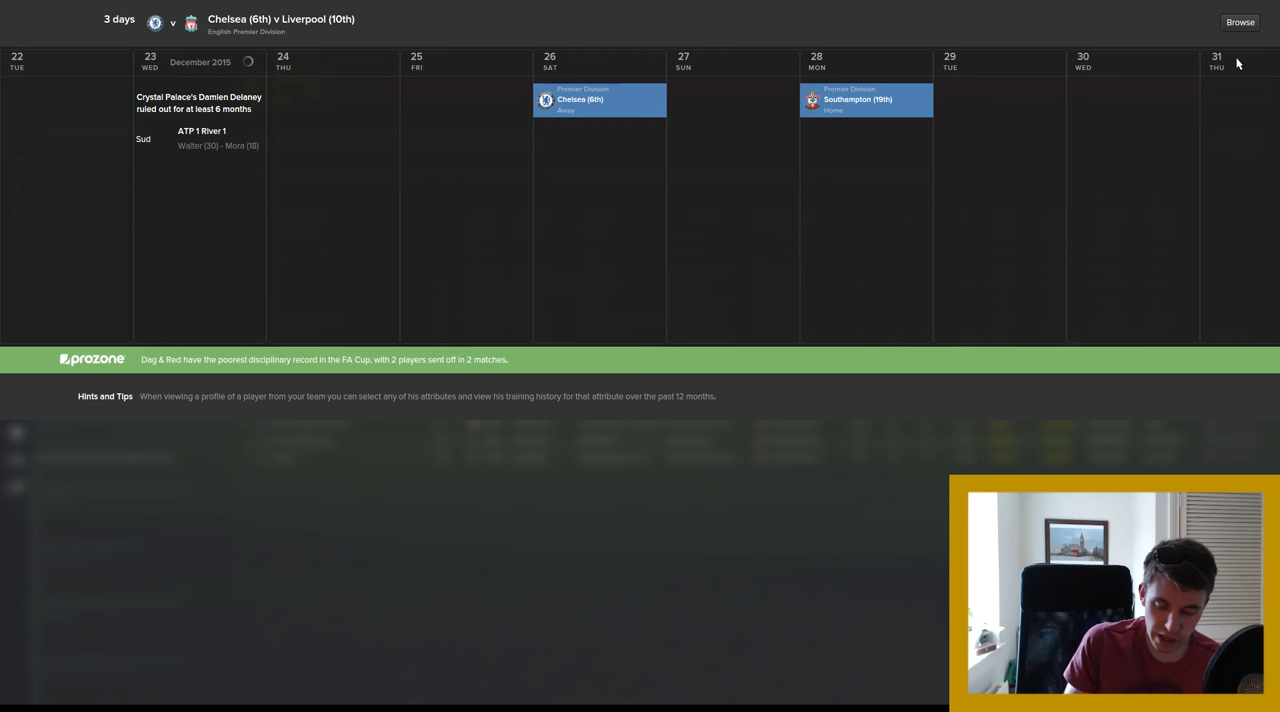 3 days
v
Chelsea (6th) v Liverpool (10th)
English Premier Division
Browse
22
TUE
23
WED
December 2015
24
THU
25
FRI
26
SAT
27
SUN
28
MON
29
TUE
30
WED
31
THU
Crystal Palace's Damien Delaney
ruled out for at least 6 months
Sud
ATP 1 River 1
Walter (30) - Mora (18)
Premier Division
Chelsea (6th)
Away
Premier Division
Southampton (19th)
Home
prozone
Dag & Red have the poorest disciplinary record in the FA Cup, with 2 players sent off in 2 matches.
Hints and Tips When viewing a profile of a player from your team you can select any of his attributes and view his training history for that attribute over the past 12 months.